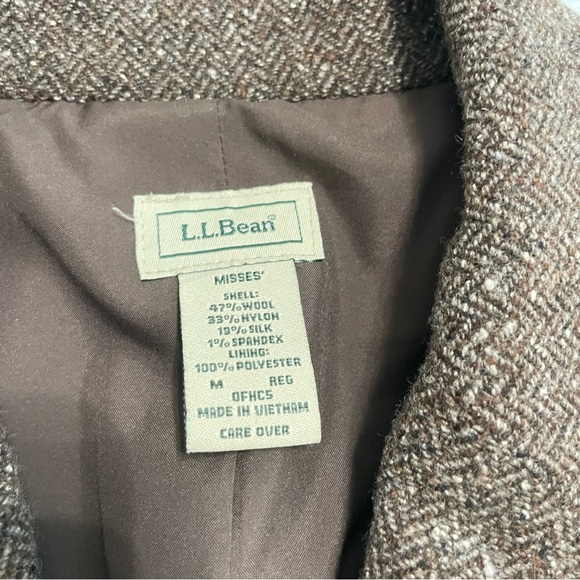 L.L.Bean®
MISSES'
SHELL:
47% WOOL
33% NYLON
19% SILK
1% SPANDEX
LINING:
100% POLYESTER
M REG
0FHC5
MADE IN VIETNAM
CARE OVER